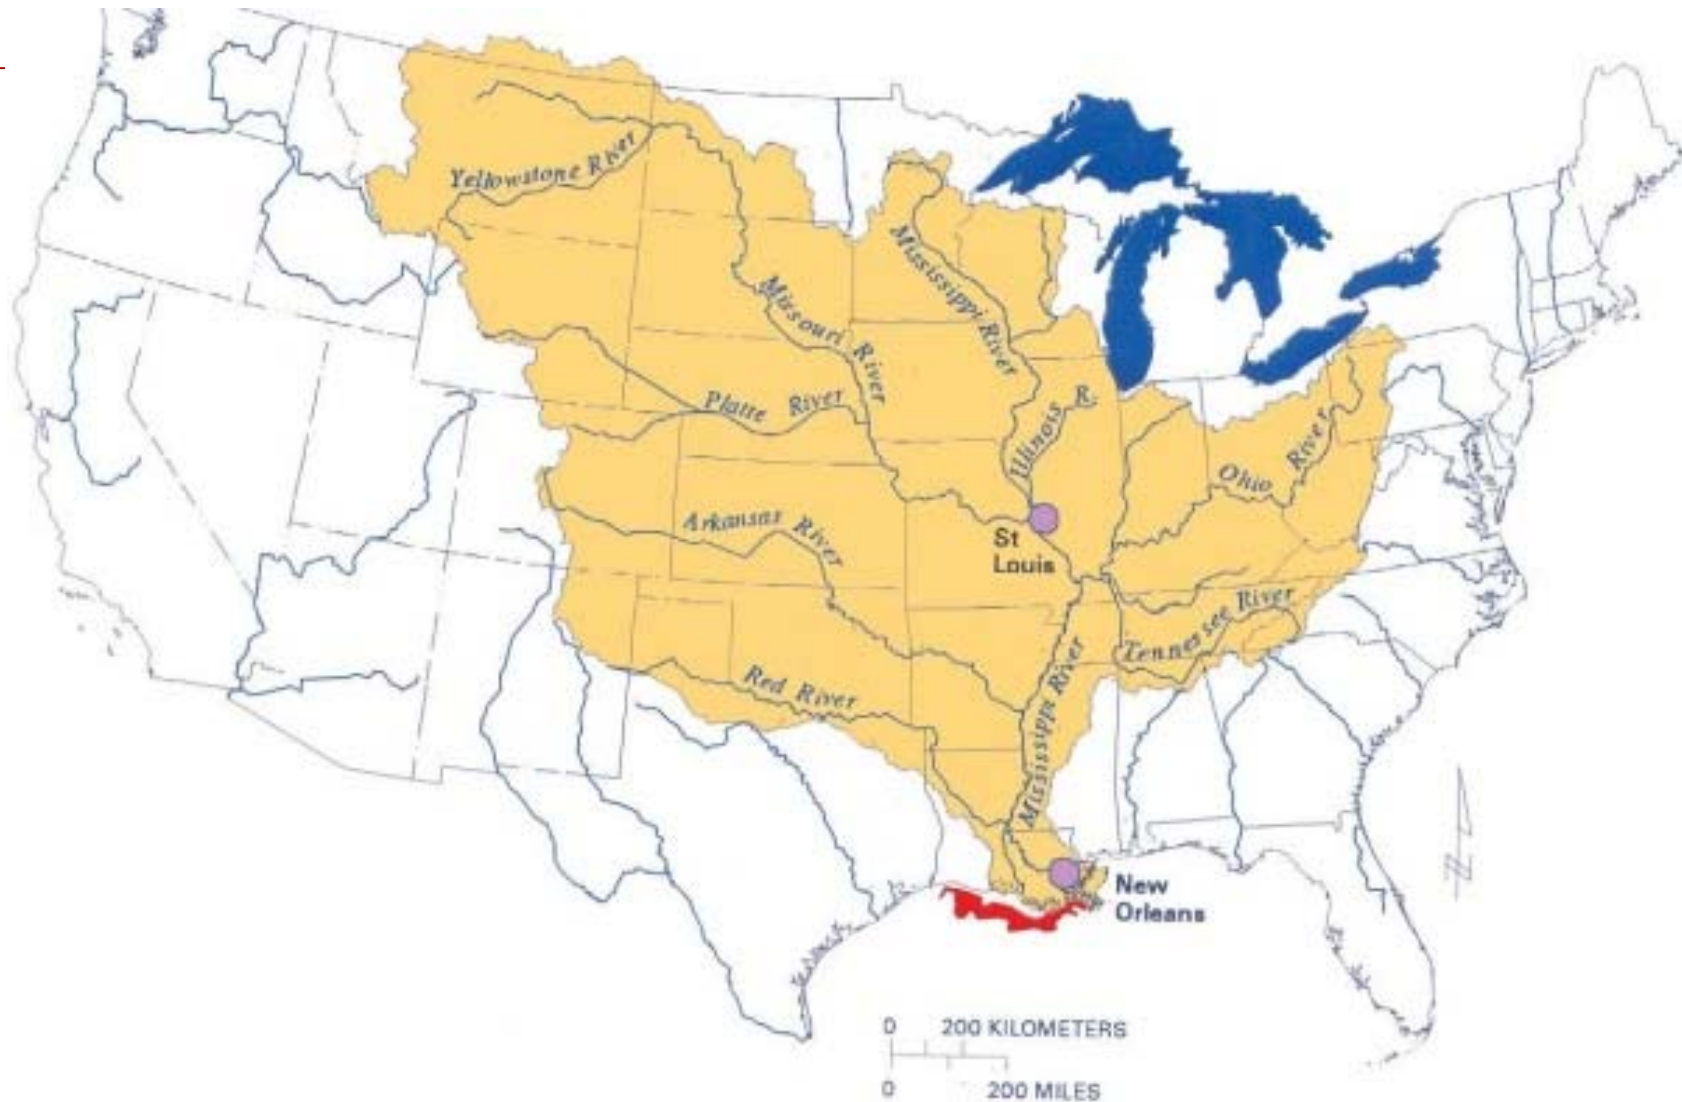 Yellowstone River
Mississippi River
Missouri River
Platte River
Illinois R.
Ohio River
Arkansas River
St
Louis
Tennessee River
Mississippi River
Red River
New
Orleans
0 200 KILOMETERS
0 200 MILES